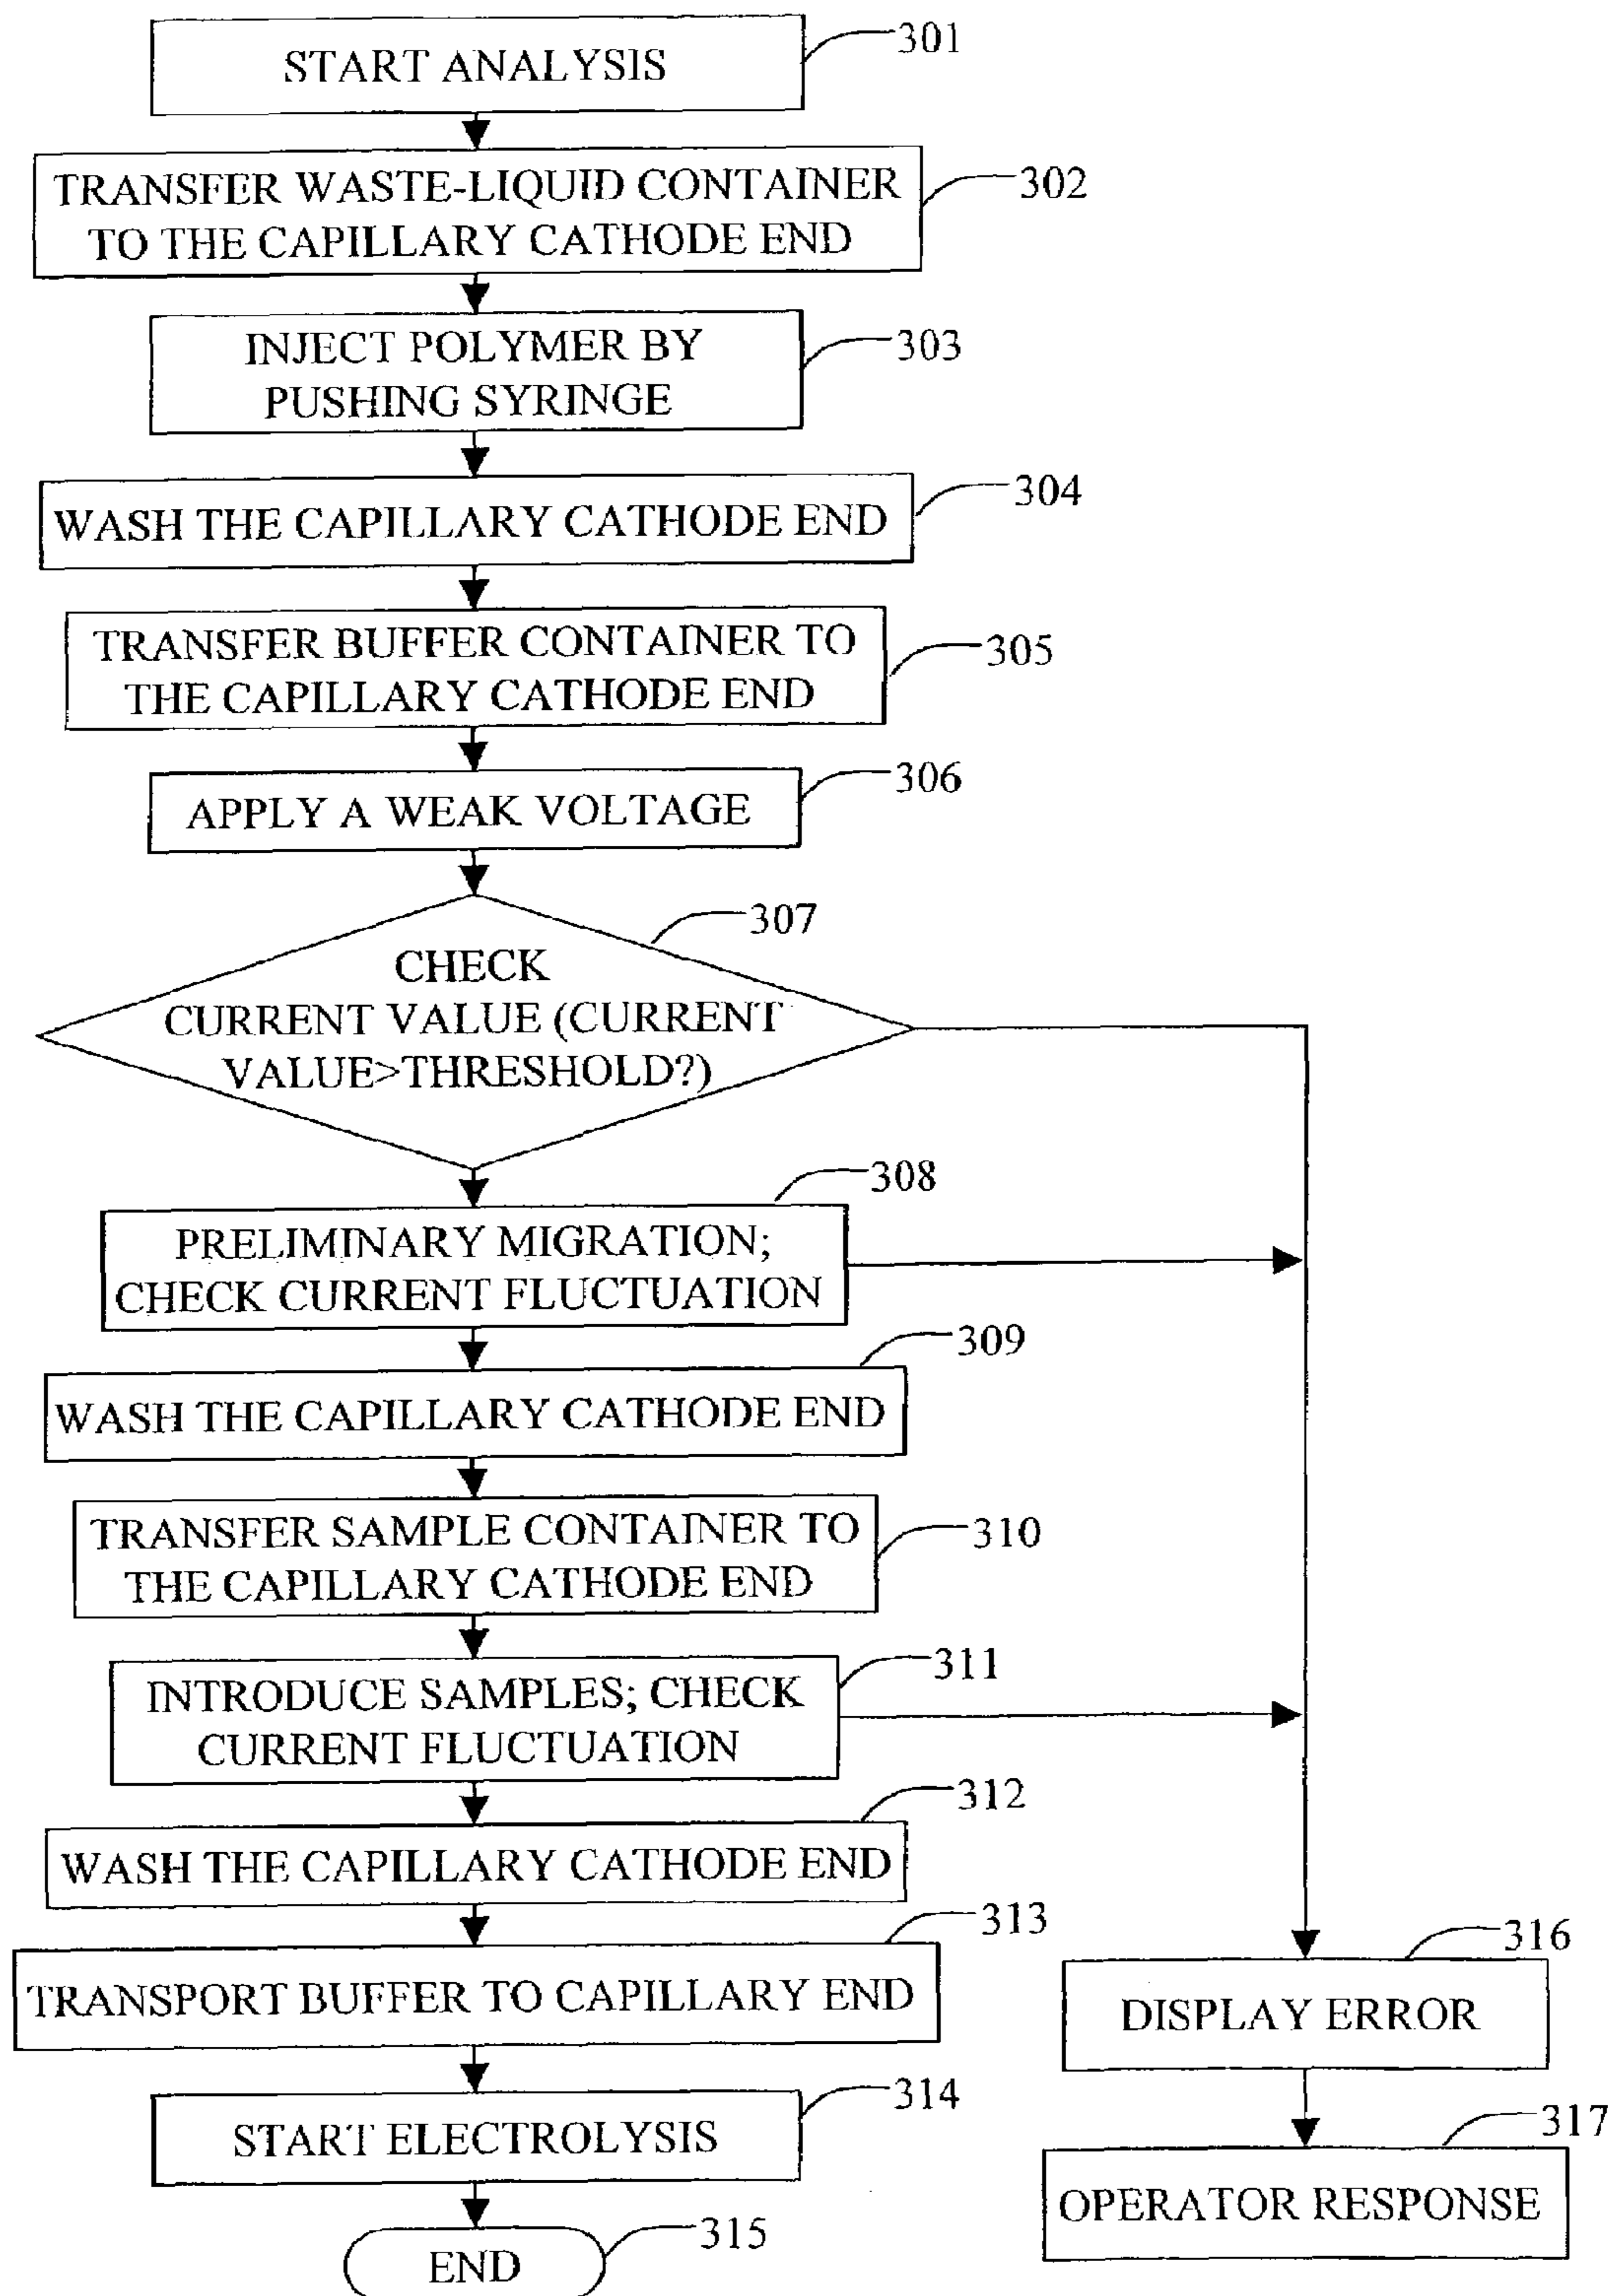 START ANALYSIS
301
TRANSFER WASTE-LIQUID CONTAINER
TO THE CAPILLARY CATHODE END
302
INJECT POLYMER BY
PUSHING SYRINGE
303
WASH THE CAPILLARY CATHODE END
304
TRANSFER BUFFER CONTAINER TO
THE CAPILLARY CATHODE END
305
APPLY A WEAK VOLTAGE
306
CHECK
CURRENT VALUE (CURRENT
VALUE>THRESHOLD?)
307
PRELIMINARY MIGRATION;
CHECK CURRENT FLUCTUATION
308
WASH THE CAPILLARY CATHODE END
309
TRANSFER SAMPLE CONTAINER TO
THE CAPILLARY CATHODE END
310
INTRODUCE SAMPLES; CHECK
CURRENT FLUCTUATION
311
WASH THE CAPILLARY CATHODE END
312
TRANSPORT BUFFER TO CAPILLARY END
313
START ELECTROLYSIS
314
END
315
DISPLAY ERROR
316
OPERATOR RESPONSE
317